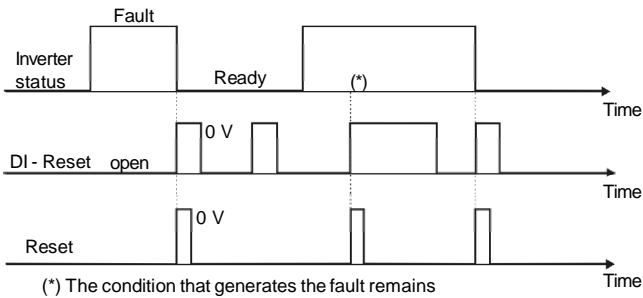 Fault
Inverter
status
Ready
(*)
Time
0 V
DI - Reset open
Time
0 V
Reset
Time
(*) The condition that generates the fault remains